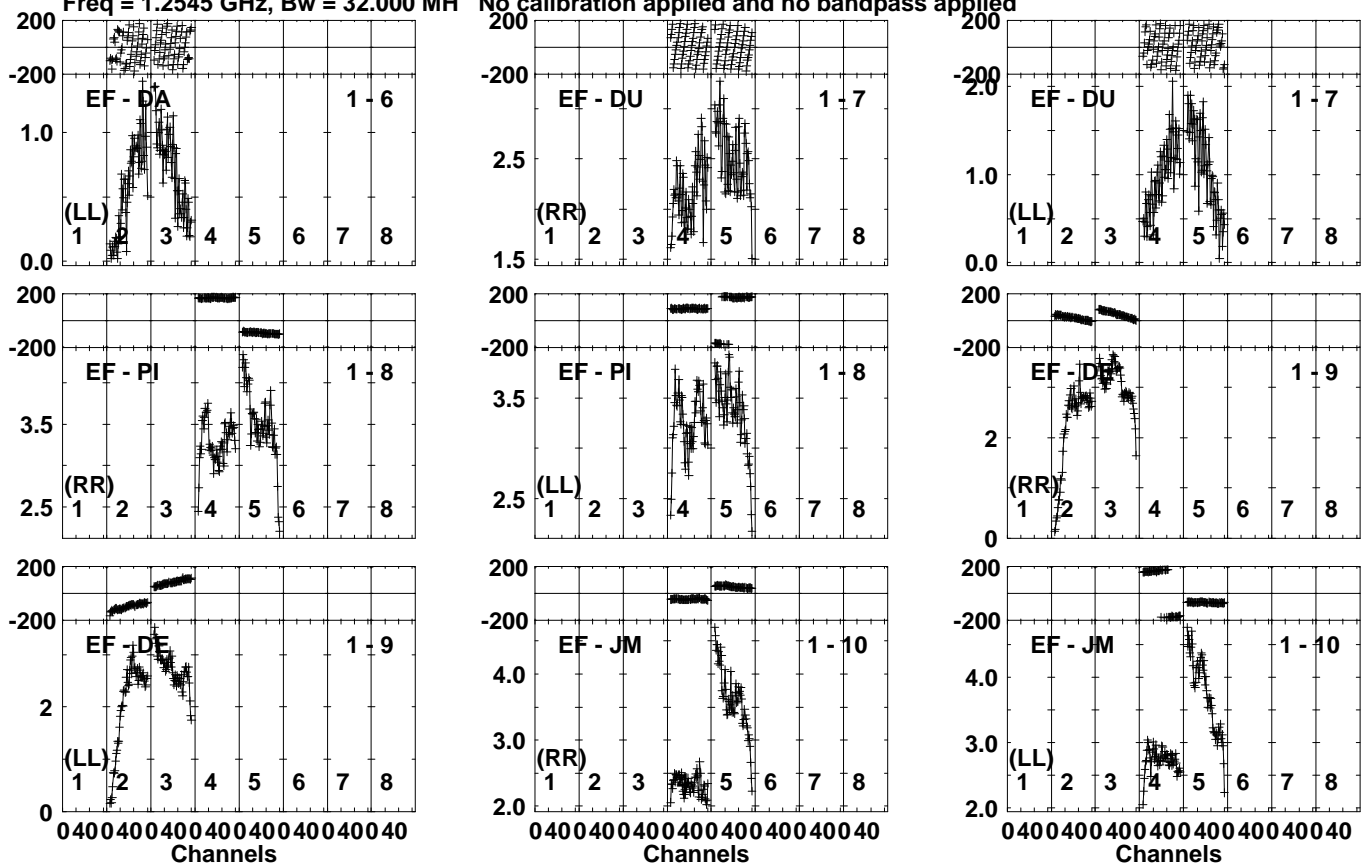 Freq = 1.2545 GHz, Bw = 32.000 MH No calibration applied and no bandpass applied
200
-200
EF - DA 1 - 6
1.0
(LL)
1 2 3 4 5 6 7 8
0.0
EF - DU 1 - 7
2.5
(RR)
1 2 3 4 5 6 7 8
1.5
200
-200
2.0
EF - DU 1 - 7
1.0
(LL)
1 2 3 4 5 6 7 8
0.0
200
-200
EF - PI 1 - 8
3.5
(RR)
1 2 3 4 5 6 7 8
2.5
200
-200
EF - PI 1 - 8
3.5
(LL)
1 2 3 4 5 6 7 8
2.5
200
-200
EF - DE 1 - 9
2
(RR)
1 2 3 4 5 6 7 8
0
200
-200
EF - DE 1 - 9
2
(LL)
1 2 3 4 5 6 7 8
0
0 40 0 40 0 40 0 40 0 40 0 40 0 40 0 40
Channels
200
-200
EF - JM 1 - 10
4.0
3.0
(RR)
1 2 3 4 5 6 7 8
2.0
0 40 0 40 0 40 0 40 0 40 0 40 0 40 0 40
Channels
200
-200
EF - JM 1 - 10
4.0
3.0
(LL)
1 2 3 4 5 6 7 8
2.0
0 40 0 40 0 40 0 40 0 40 0 40 0 40 0 40
Channels